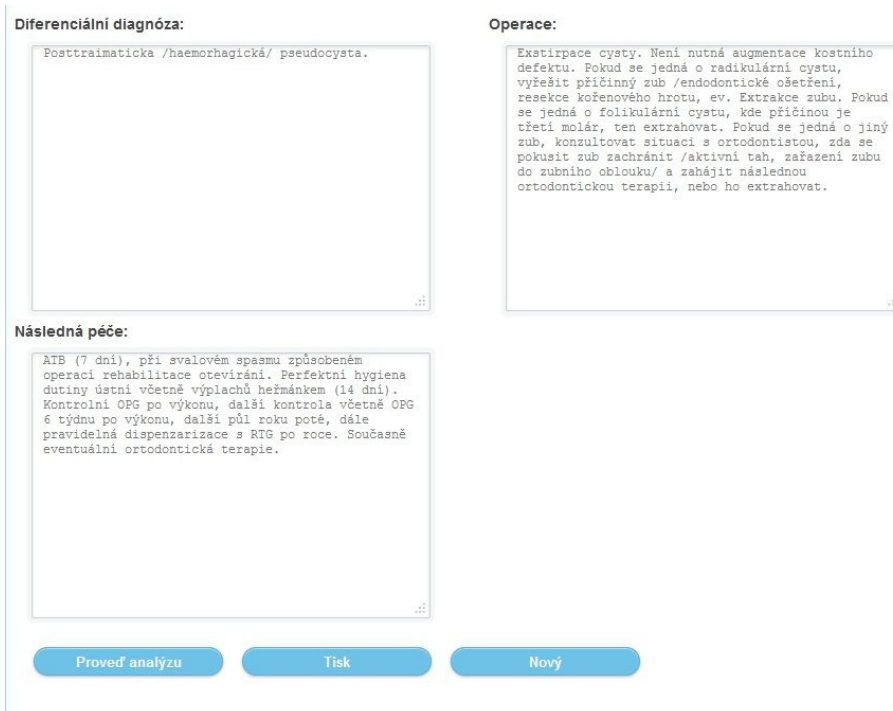 Diferenciální diagnóza:
Posttraimaticka /haemorhagická/ pseudocysta.
Operace:
Exstirpace cysty. Není nutná augmentace kostního
defektu. Pokud se jedná o radikulární cystu,
vyřešit příčinný zub /endodontické ošetření,
resekce kořenového hrotu, ev. Extrakce zubu. Pokud
se jedná o folikulární cystu, kde příčinou je
třetí molár, ten extrahovat. Pokud se jedná o jiný
zub, konzultovat situaci s ortodontistou, zda se
pokusit zub zachránit /aktivní tah, zařazení zubu
do zubního oblouku/ a zahájit následnou
ortodontickou terapii, nebo ho extrahovat.
Následná péče:
ATB (7 dní), při svalovém spasmu způsobeném
operací rehabilitace otevírání. Perfektní hygiena
dutiny ústní včetně výplachů heřmánkem (14 dní).
Kontrolní OPG po výkonu, další kontrola včetně OPG
6 týdnu po výkonu, další půl roku poté, dále
pravidelná dispenzarizace s RTG po roce. Současně
eventuální ortodontická terapie.
Proveď analýzu
Tisk
Nový